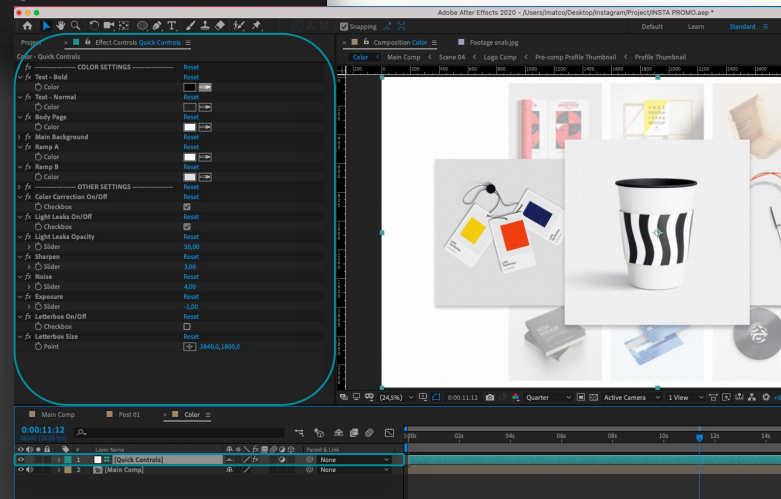 Adobe After Effects 2020 - /Users/imatco/Desktop/Instagram/Project/INSTA PROMO.aep *
Snapping
Default Learn Standard
Project Effect Controls Quick Controls
Composition Color Footage snab.jpg
Color - Quick Controls
Color < Main Comp < Scene 04 < Logo Comp < Pre-comp Profile Thumbnail < Profile Thumbnail
fx COLOR SETTINGS Reset
fx Text - Bold Reset
Color
fx Text - Normal Reset
Color
fx Body Page Reset
Color
fx Main Background Reset
fx Ramp A Reset
Color
fx Ramp B Reset
Color
fx OTHER SETTINGS Reset
fx Color Correction On/Off Reset
Checkbox
fx Light Leaks On/Off Reset
Checkbox
fx Light Leaks Opacity Reset
Slider 50,00
fx Sharpen Reset
Slider 3,00
fx Noise Reset
Slider 4,00
fx Exposure Reset
Slider -1,00
fx Letterbox On/Off Reset
Checkbox
fx Letterbox Size Reset
Point 3840,0,1800,0
(24,5%) 0:00:11:12 Quarter Active Camera 1 View
Main Comp Post 01 Color
0:00:11:12
02s 04s 06s 08s 10s 12s 14s
# Layer Name Parent & Link
1 [Quick Controls] None
2 [Main Comp] None